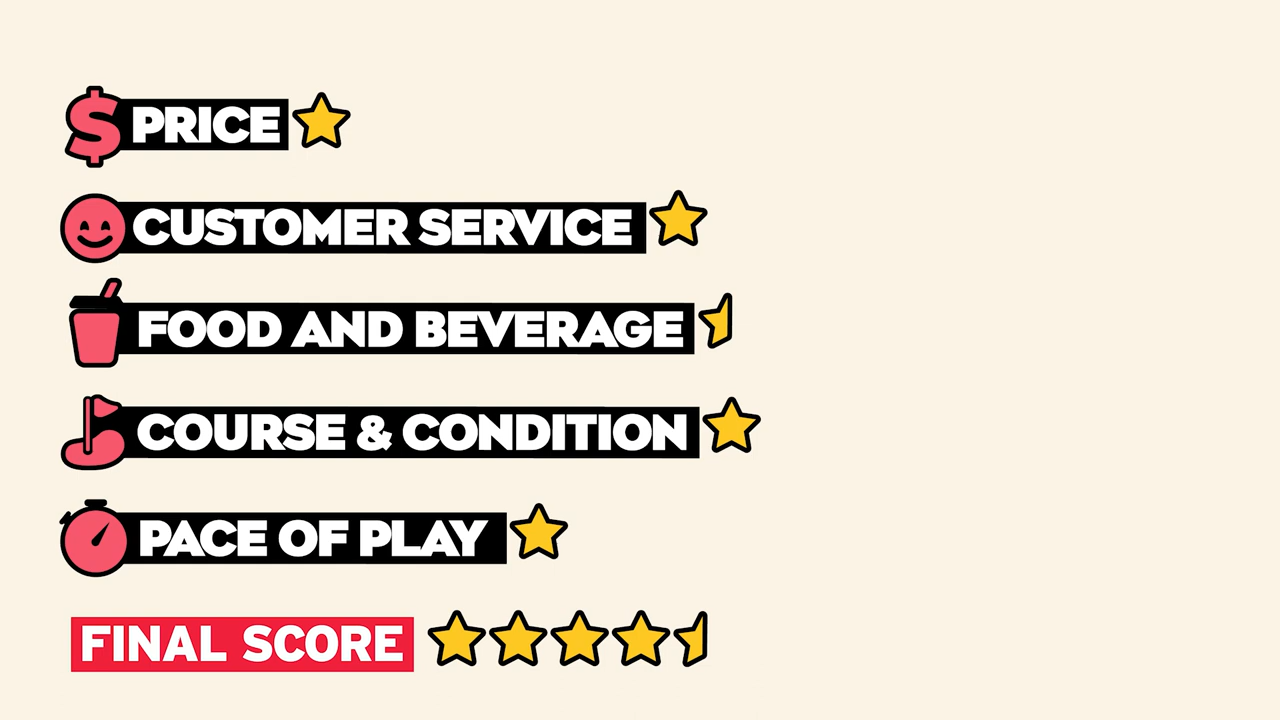 PRICE
CUSTOMER SERVICE
FOOD AND BEVERAGE
COURSE & CONDITION
PACE OF PLAY
FINAL SCORE